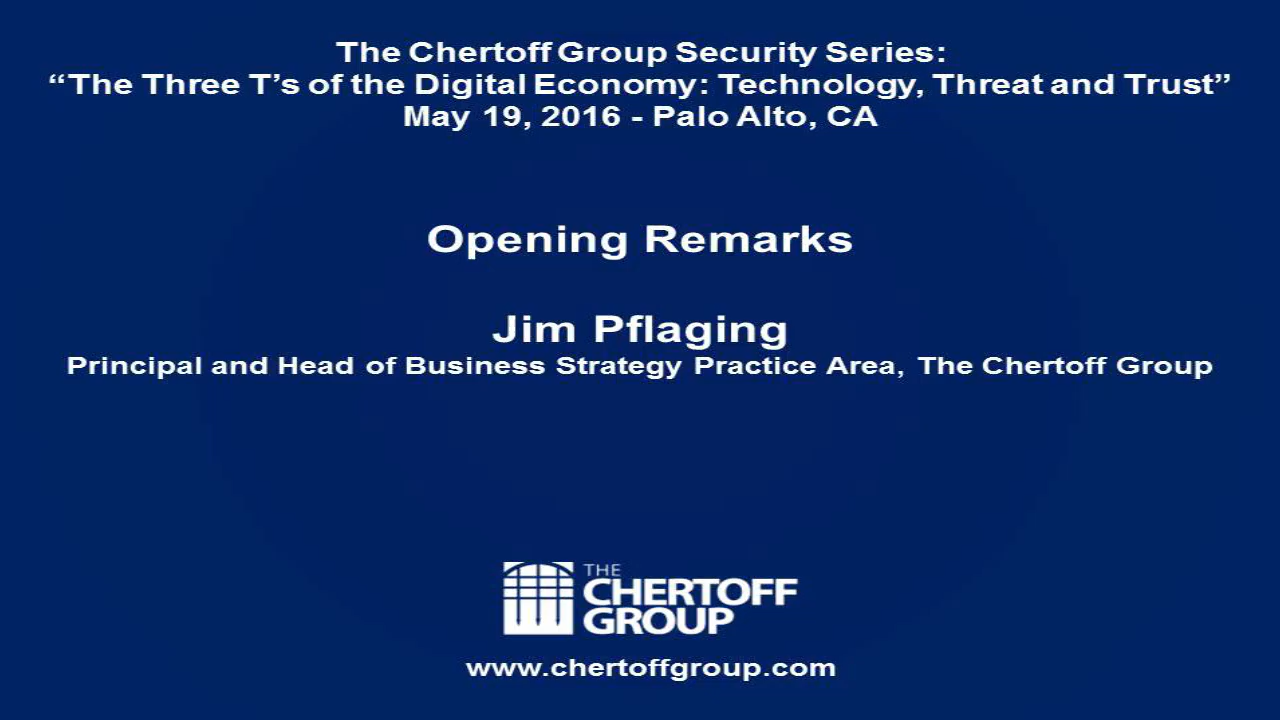 The Chertoff Group Security Series:
“The Three T’s of the Digital Economy: Technology, Threat and Trust”
May 19, 2016 - Palo Alto, CA
Opening Remarks
Jim Pflaging
Principal and Head of Business Strategy Practice Area, The Chertoff Group
THE
CHERTOFF
GROUP
www.chertoffgroup.com